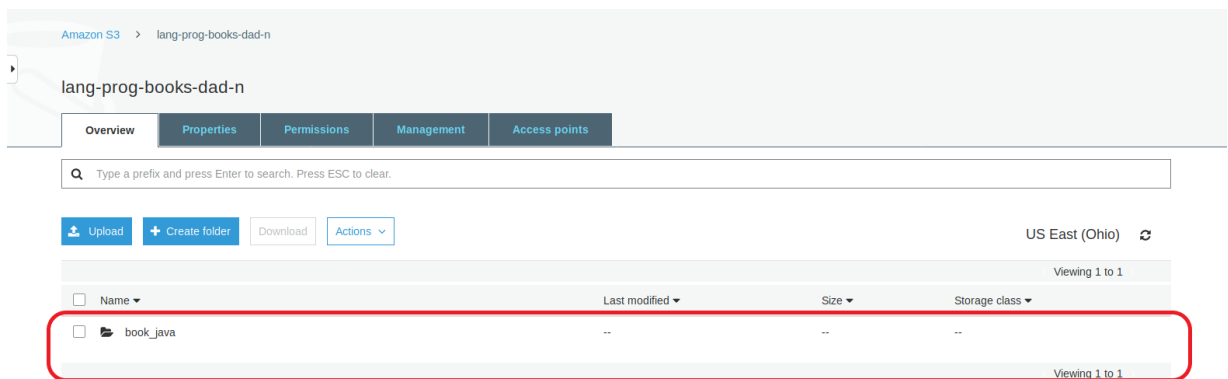 Amazon S3 > lang-prog-books-dad-n
lang-prog-books-dad-n
Overview Properties Permissions Management Access points
Type a prefix and press Enter to search. Press ESC to clear.
Upload Create folder Download Actions US East (Ohio)
Viewing 1 to 1
Name Last modified Size Storage class
book_java -- -- --
Viewing 1 to 1